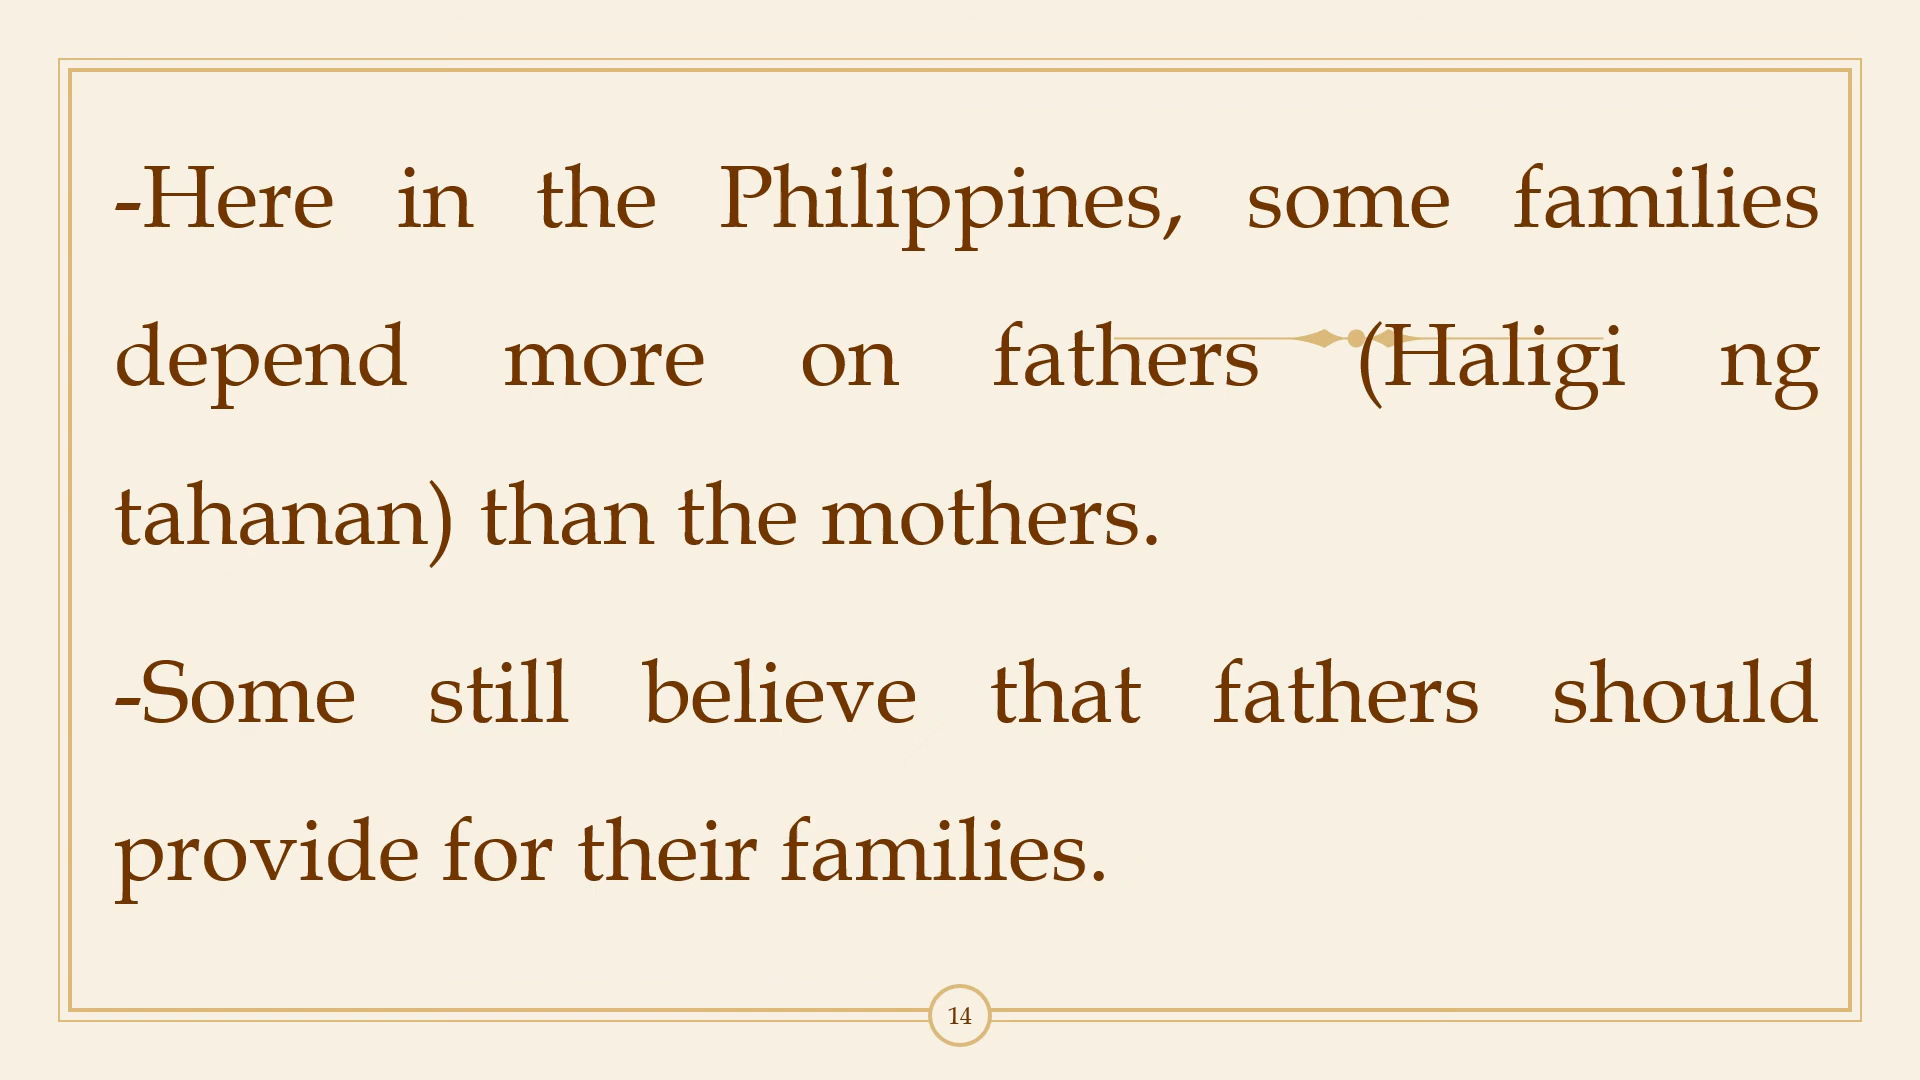 -Here in the Philippines, some families
depend more on fathers (Haligi ng
tahanan) than the mothers.
-Some still believe that fathers should
provide for their families.
14